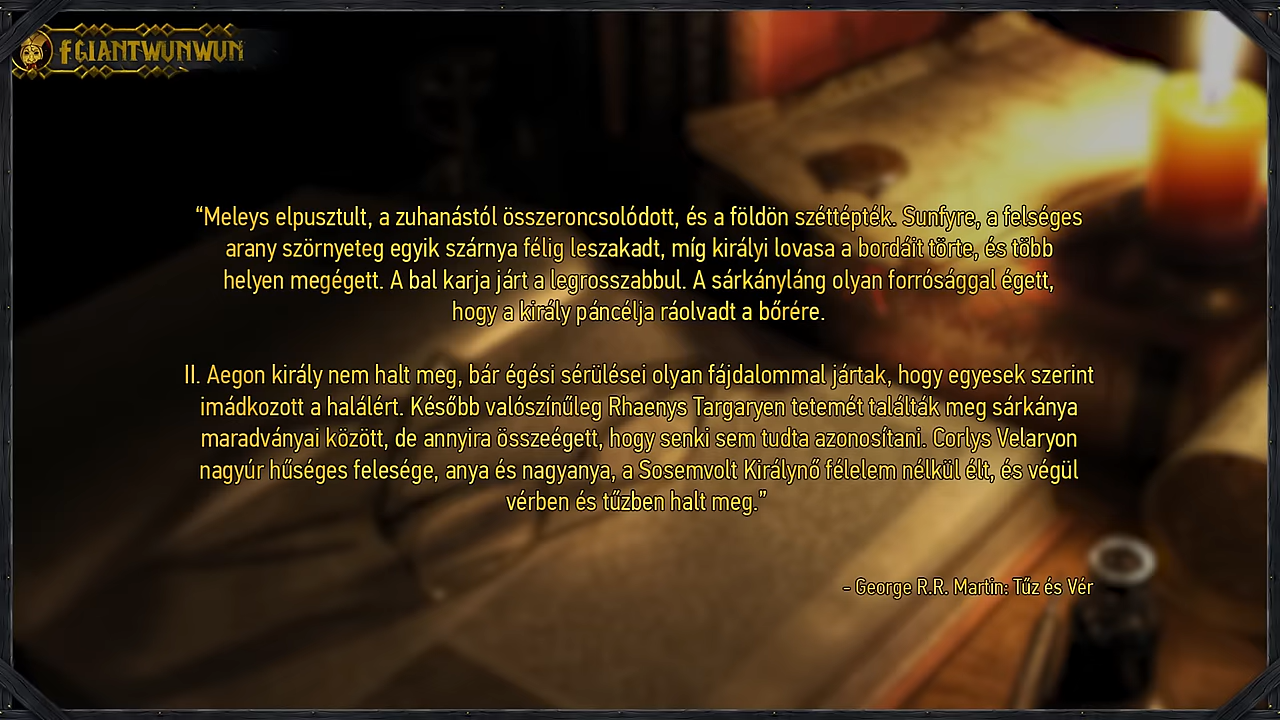 fGIANTWUNWUN
“Meleys elpusztult, a zuhanástól összeroncsolódott, és a földön széttépték. Sunfyre, a felséges
arany szörnyeteg egyik szárnya félig leszakadt, míg királyi lovasa a bordáit törte, és több
helyen megégett. A bal karja járt a legrosszabbul. A sárkányláng olyan forrósággal égett,
hogy a király páncélja ráolvadt a bőrére.
II. Aegon király nem halt meg, bár égési sérülései olyan fájdalommal jártak, hogy egyesek szerint
imádkozott a halálért. Később valószínűleg Rhaenys Targaryen tetemét találták meg sárkánya
maradványai között, de annyira összeégett, hogy senki sem tudta azonosítani. Corlys Velaryon
nagyúr hűséges felesége, anya és nagyanya, a Sosemvolt Királynő félelem nélkül élt, és végül
vérben és tűzben halt meg.”
- George R.R. Martin: Tűz és Vér